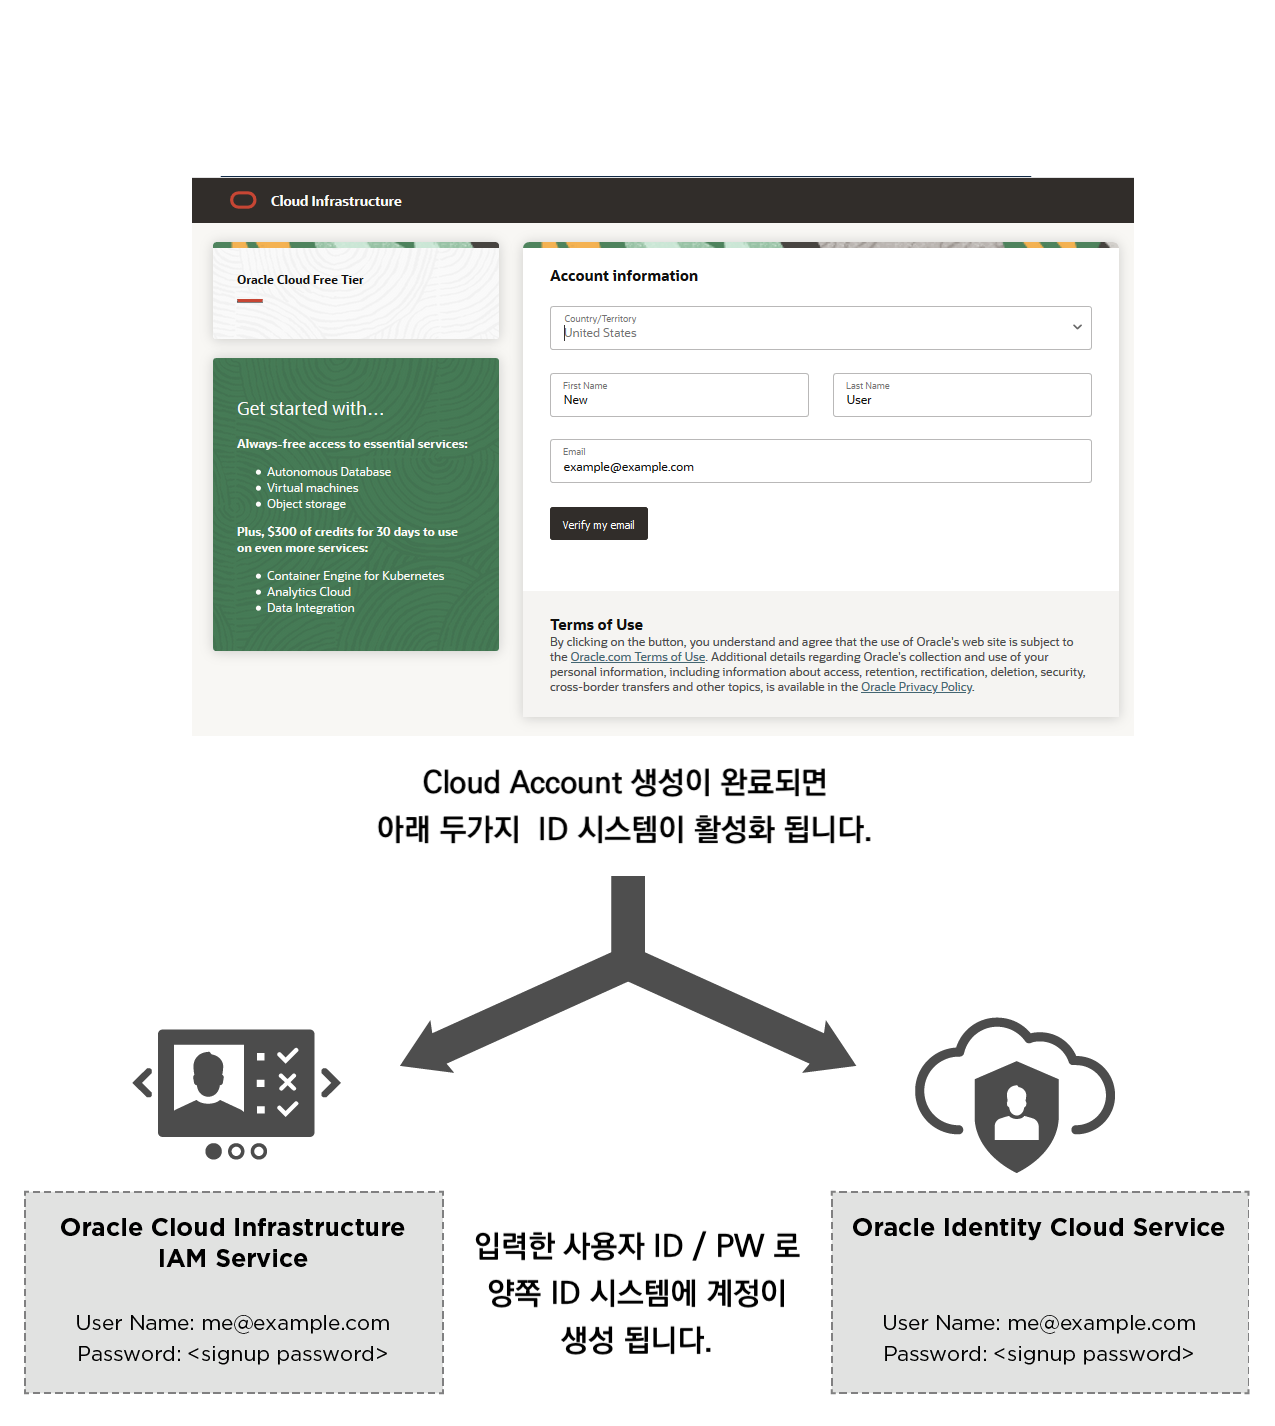 Cloud Infrastructure
Oracle Cloud Free Tier
Get started with...
Always-free access to essential services:
Autonomous Database
Virtual machines
Object storage
Plus, $300 of credits for 30 days to use
on even more services:
Container Engine for Kubernetes
Analytics Cloud
Data Integration
Account information
Country/Territory
United States
First Name
New
Last Name
User
Email
example@example.com
Verify my email
Terms of Use
By clicking on the button, you understand and agree that the use of Oracle's web site is subject to
the Oracle.com Terms of Use. Additional details regarding Oracle's collection and use of your
personal information, including information about access, retention, rectification, deletion, security,
cross-border transfers and other topics, is available in the Oracle Privacy Policy.
Cloud Account 생성이 완료되면
아래 두가지 ID 시스템이 활성화 됩니다.
Oracle Cloud Infrastructure
IAM Service
User Name: me@example.com
Password: <signup password>
입력한 사용자 ID / PW 로
양쪽 ID 시스템에 계정이
생성 됩니다.
Oracle Identity Cloud Service
User Name: me@example.com
Password: <signup password>